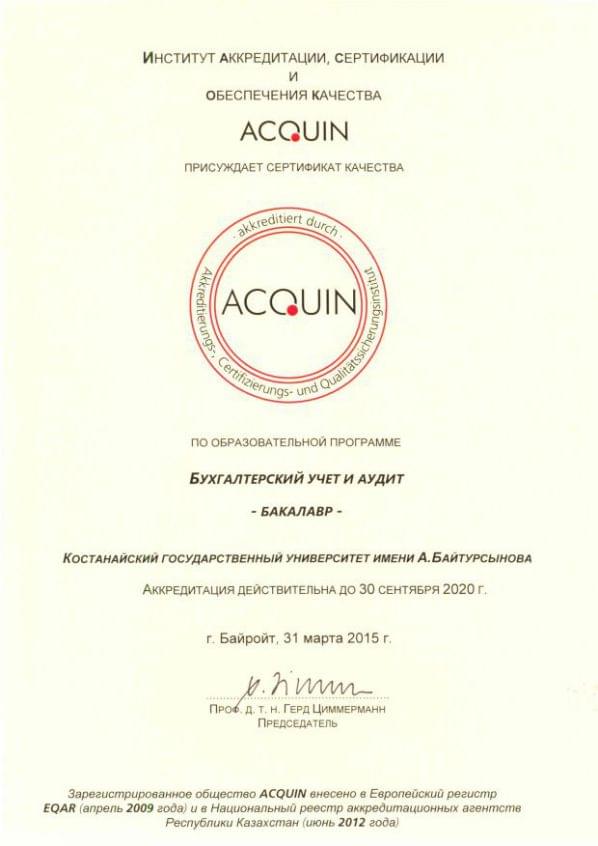 ИНСТИТУТ АККРЕДИТАЦИИ, СЕРТИФИКАЦИИ
И
ОБЕСПЕЧЕНИЯ КАЧЕСТВА
ACQUIN
ПРИСУЖДАЕТ СЕРТИФИКАТ КАЧЕСТВА
· akkreditiert durch ·
ACQUIN
Akkreditierungs-, Certifizierungs- und Qualitätssicherungsinstitut
ПО ОБРАЗОВАТЕЛЬНОЙ ПРОГРАММЕ
БУХГАЛТЕРСКИЙ УЧЕТ И АУДИТ
- БАКАЛАВР -
КОСТАНАЙСКИЙ ГОСУДАРСТВЕННЫЙ УНИВЕРСИТЕТ ИМЕНИ А.БАЙТУРСЫНОВА
АККРЕДИТАЦИЯ ДЕЙСТВИТЕЛЬНА ДО 30 СЕНТЯБРЯ 2020 Г.
г. Байройт, 31 марта 2015 г.
ПРОФ. Д. Т. Н. ГЕРД ЦИММЕРМАНН
ПРЕДСЕДАТЕЛЬ
Зарегистрированное общество ACQUIN внесено в Европейский регистр
EQAR (апрель 2009 года) и в Национальный реестр аккредитационных агентств
Республики Казахстан (июнь 2012 года)